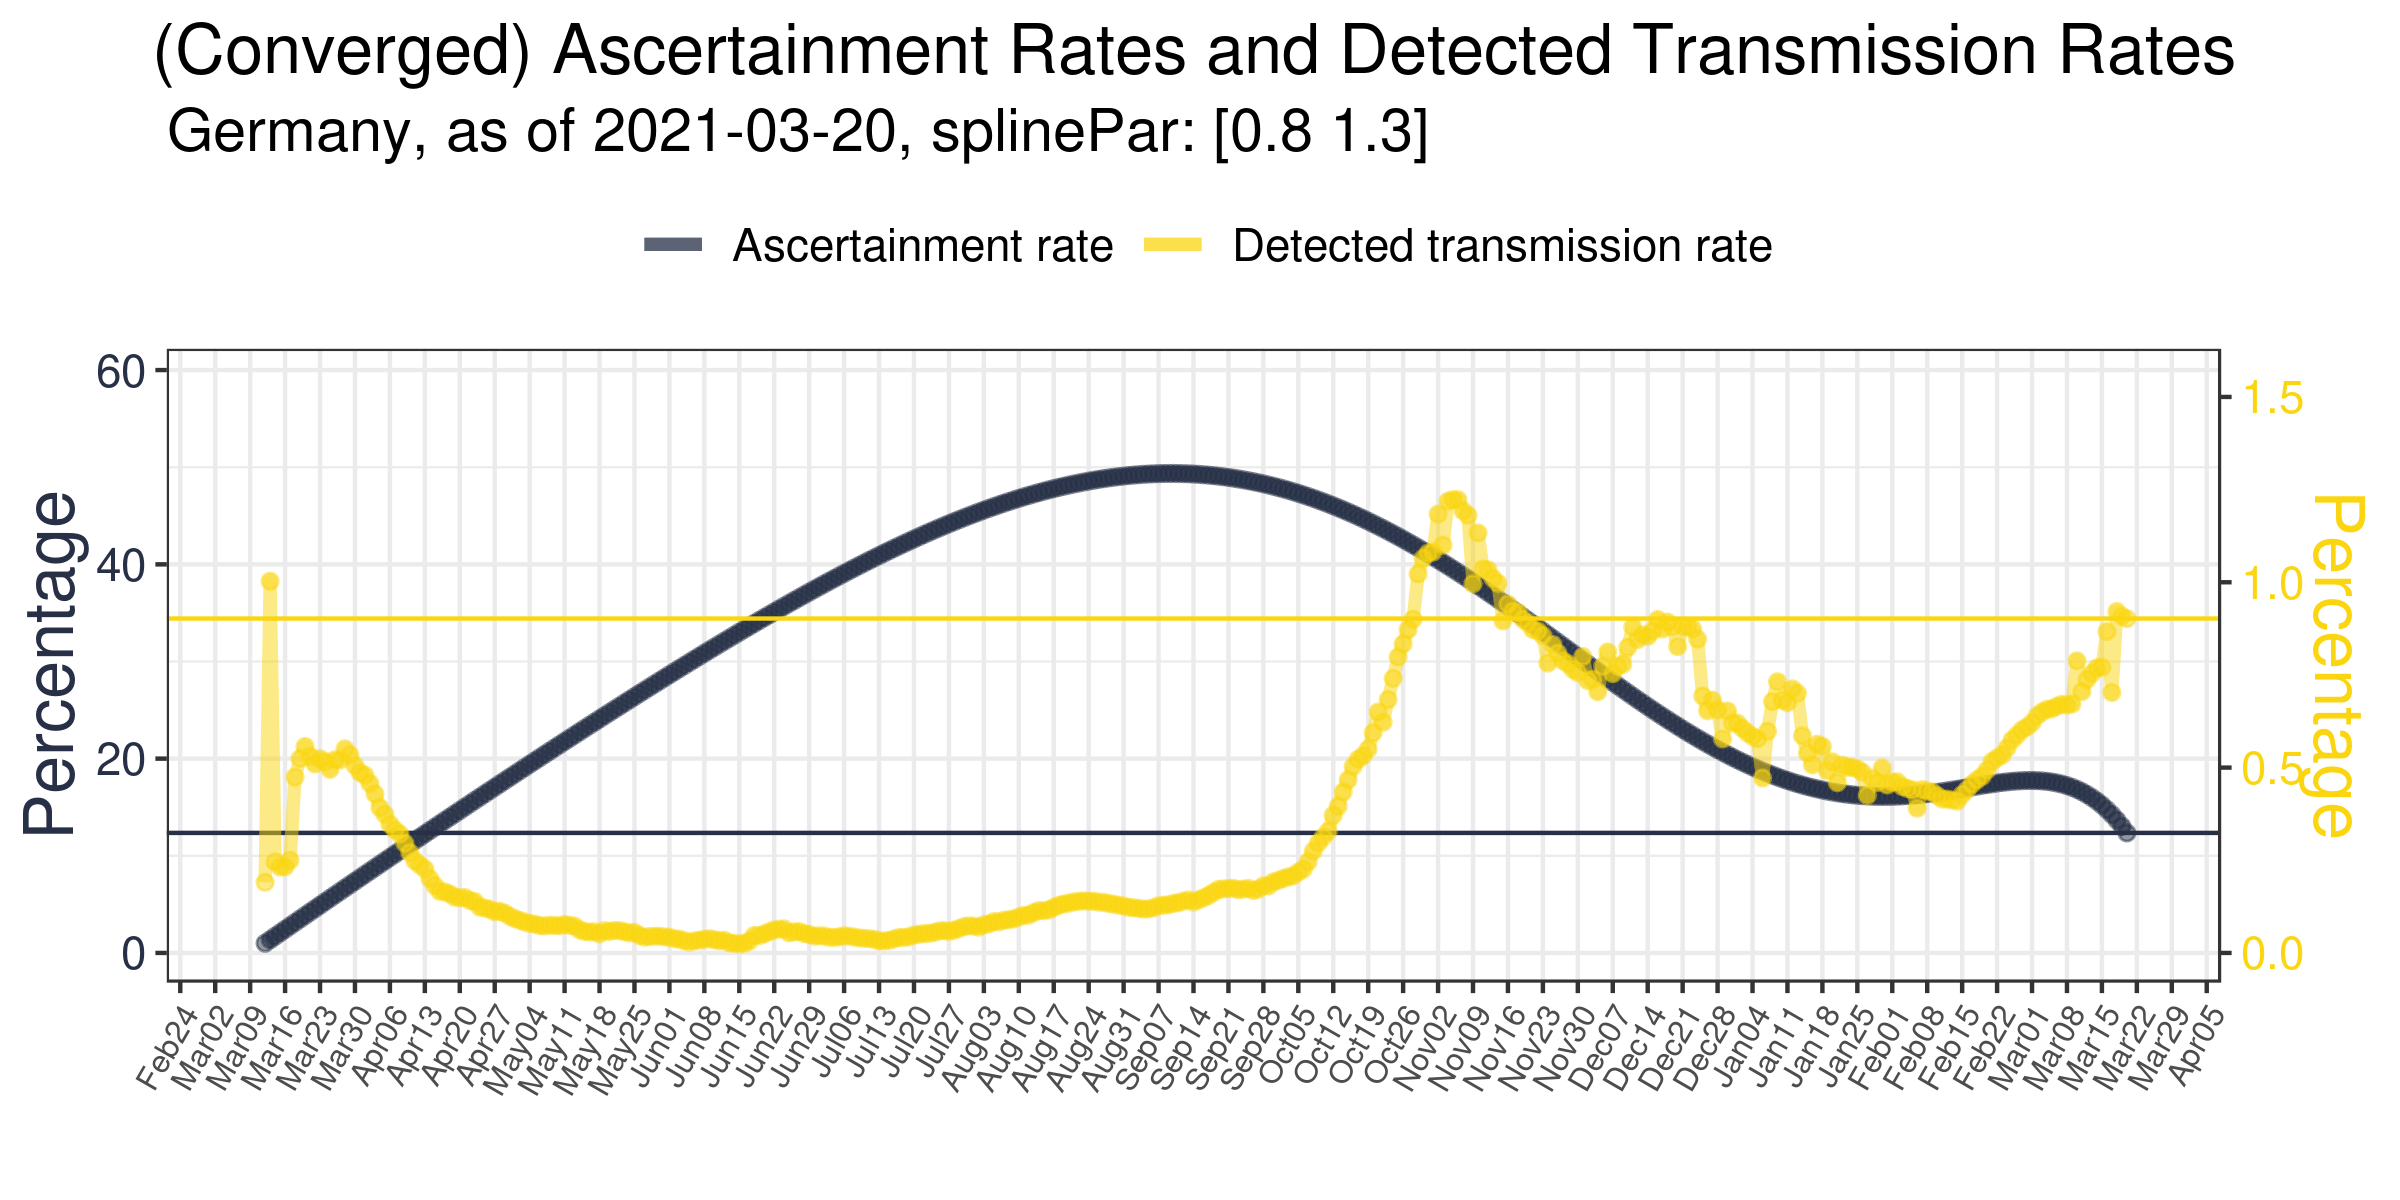 (Converged) Ascertainment Rates and Detected Transmission Rates
Germany, as of 2021-03-20, splinePar: [0.8 1.3]
Ascertainment rate
Detected transmission rate
Percentage
60
40
20
0
1.5
1.0
0.5
0.0
Percentage
Feb24
Mar02
Mar09
Mar16
Mar23
Mar30
Apr06
Apr13
Apr20
Apr27
May04
May11
May18
May25
Jun01
Jun08
Jun15
Jun22
Jun29
Jul06
Jul13
Jul20
Jul27
Aug03
Aug10
Aug17
Aug24
Aug31
Sep07
Sep14
Sep21
Sep28
Oct05
Oct12
Oct19
Oct26
Nov02
Nov09
Nov16
Nov23
Nov30
Dec07
Dec14
Dec21
Dec28
Jan04
Jan11
Jan18
Jan25
Feb01
Feb08
Feb15
Feb22
Mar01
Mar08
Mar15
Mar22
Mar29
Apr05